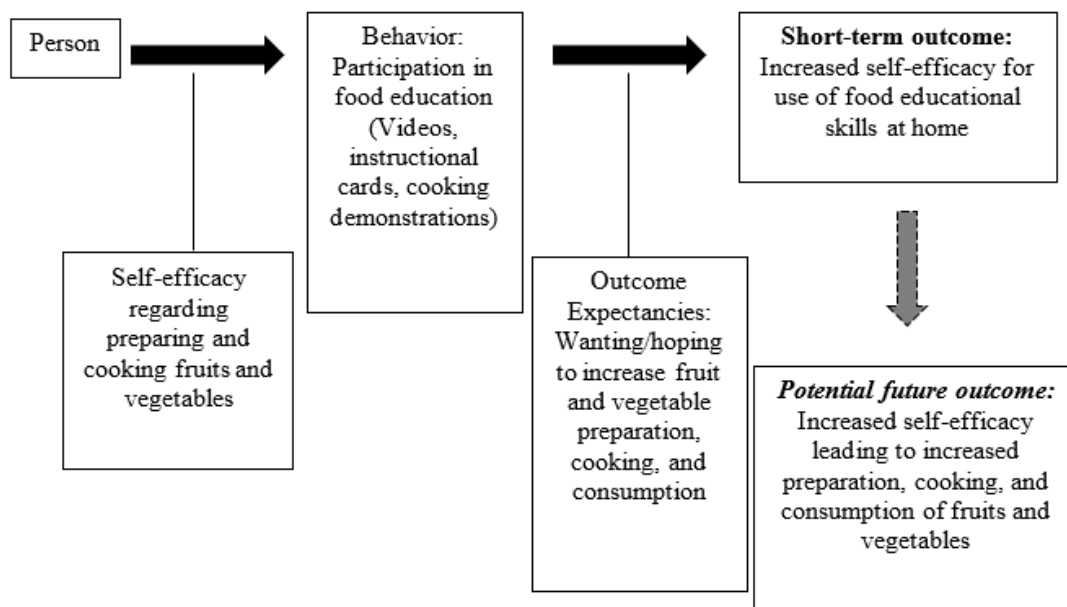 Person
Behavior:
Participation in
food education
(Videos,
instructional
cards, cooking
demonstrations)
Short-term outcome:
Increased self-efficacy for
use of food educational
skills at home
Self-efficacy
regarding
preparing and
cooking fruits and
vegetables
Outcome
Expectancies:
Wanting/hoping
to increase fruit
and vegetable
preparation,
cooking, and
consumption
Potential future outcome:
Increased self-efficacy
leading to increased
preparation, cooking, and
consumption of fruits and
vegetables